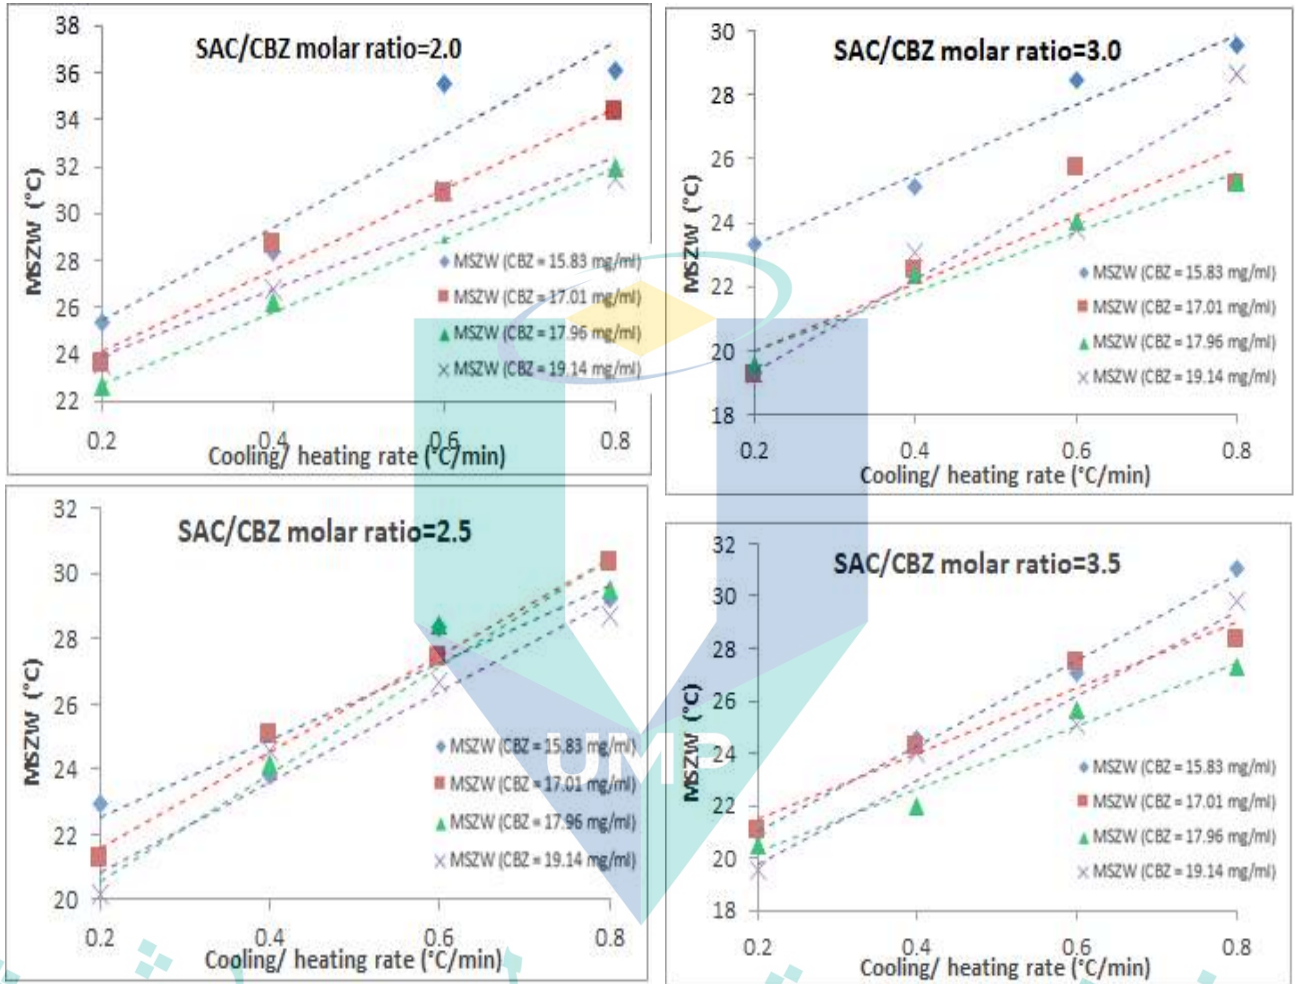 SAC/CBZ molar ratio=2.0
38
36
34
32
30
28
26
24
22
MSZW (°C)
0.2 0.4 0.6 0.8
Cooling/ heating rate (°C/min)
MSZW (CBZ = 15.83 mg/ml)
MSZW (CBZ = 17.01 mg/ml)
MSZW (CBZ = 17.96 mg/ml)
MSZW (CBZ = 19.14 mg/ml)
SAC/CBZ molar ratio=3.0
30
28
26
24
22
20
18
MSZW (°C)
0.2 0.4 0.6 0.8
Cooling/ heating rate (°C/min)
MSZW (CBZ = 15.83 mg/ml)
MSZW (CBZ = 17.01 mg/ml)
MSZW (CBZ = 17.96 mg/ml)
MSZW (CBZ = 19.14 mg/ml)
SAC/CBZ molar ratio=2.5
32
30
28
26
24
22
20
MSZW (°C)
0.2 0.4 0.6 0.8
Cooling/ heating rate (°C/min)
MSZW (CBZ = 15.83 mg/ml)
MSZW (CBZ = 17.01 mg/ml)
MSZW (CBZ = 17.96 mg/ml)
MSZW (CBZ = 19.14 mg/ml)
SAC/CBZ molar ratio=3.5
32
30
28
26
24
22
20
18
MSZW (°C)
0.2 0.4 0.6 0.8
Cooling/ heating rate (°C/min)
MSZW (CBZ = 15.83 mg/ml)
MSZW (CBZ = 17.01 mg/ml)
MSZW (CBZ = 17.96 mg/ml)
MSZW (CBZ = 19.14 mg/ml)
UMP